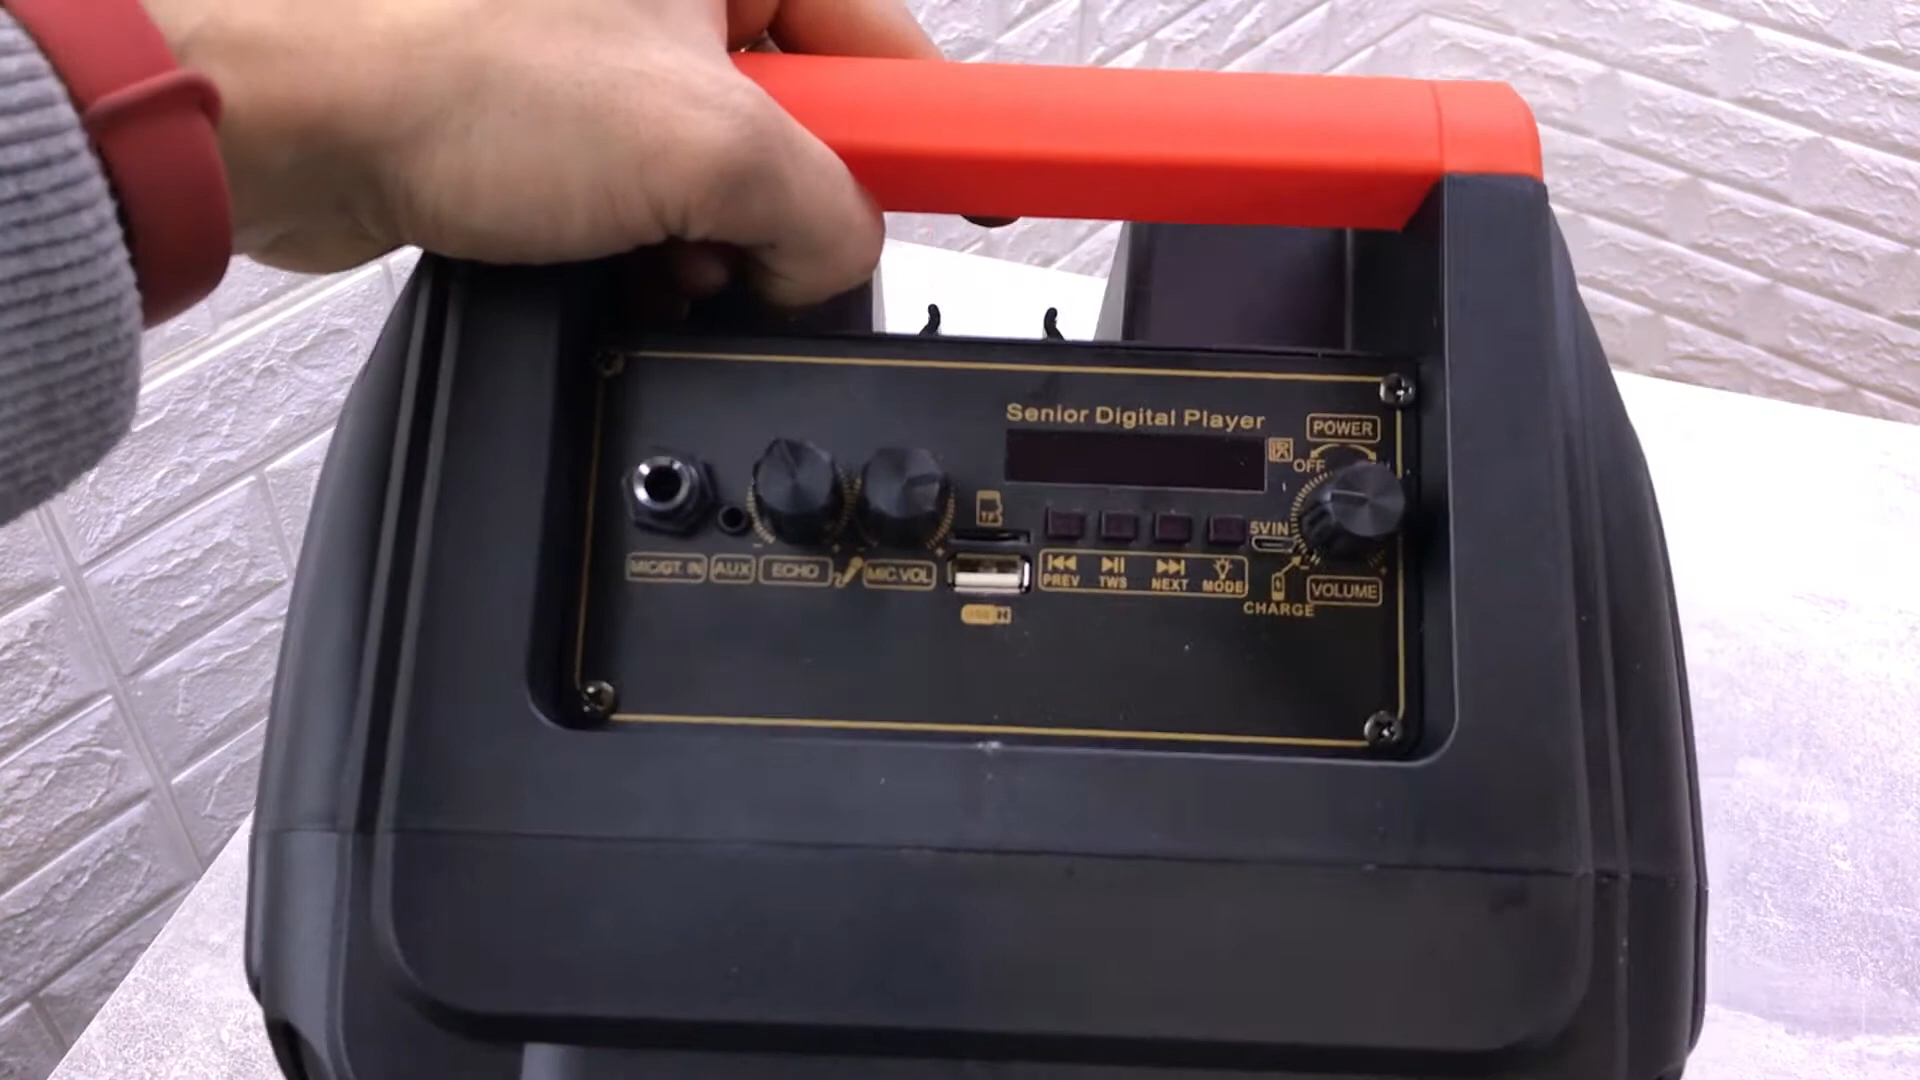 Senior Digital Player
POWER
OFF
IR
TF
5VIN
MIC/GT. IN
AUX
ECHO
MIC.VOL
PREV
TWS
NEXT
MODE
VOLUME
CHARGE